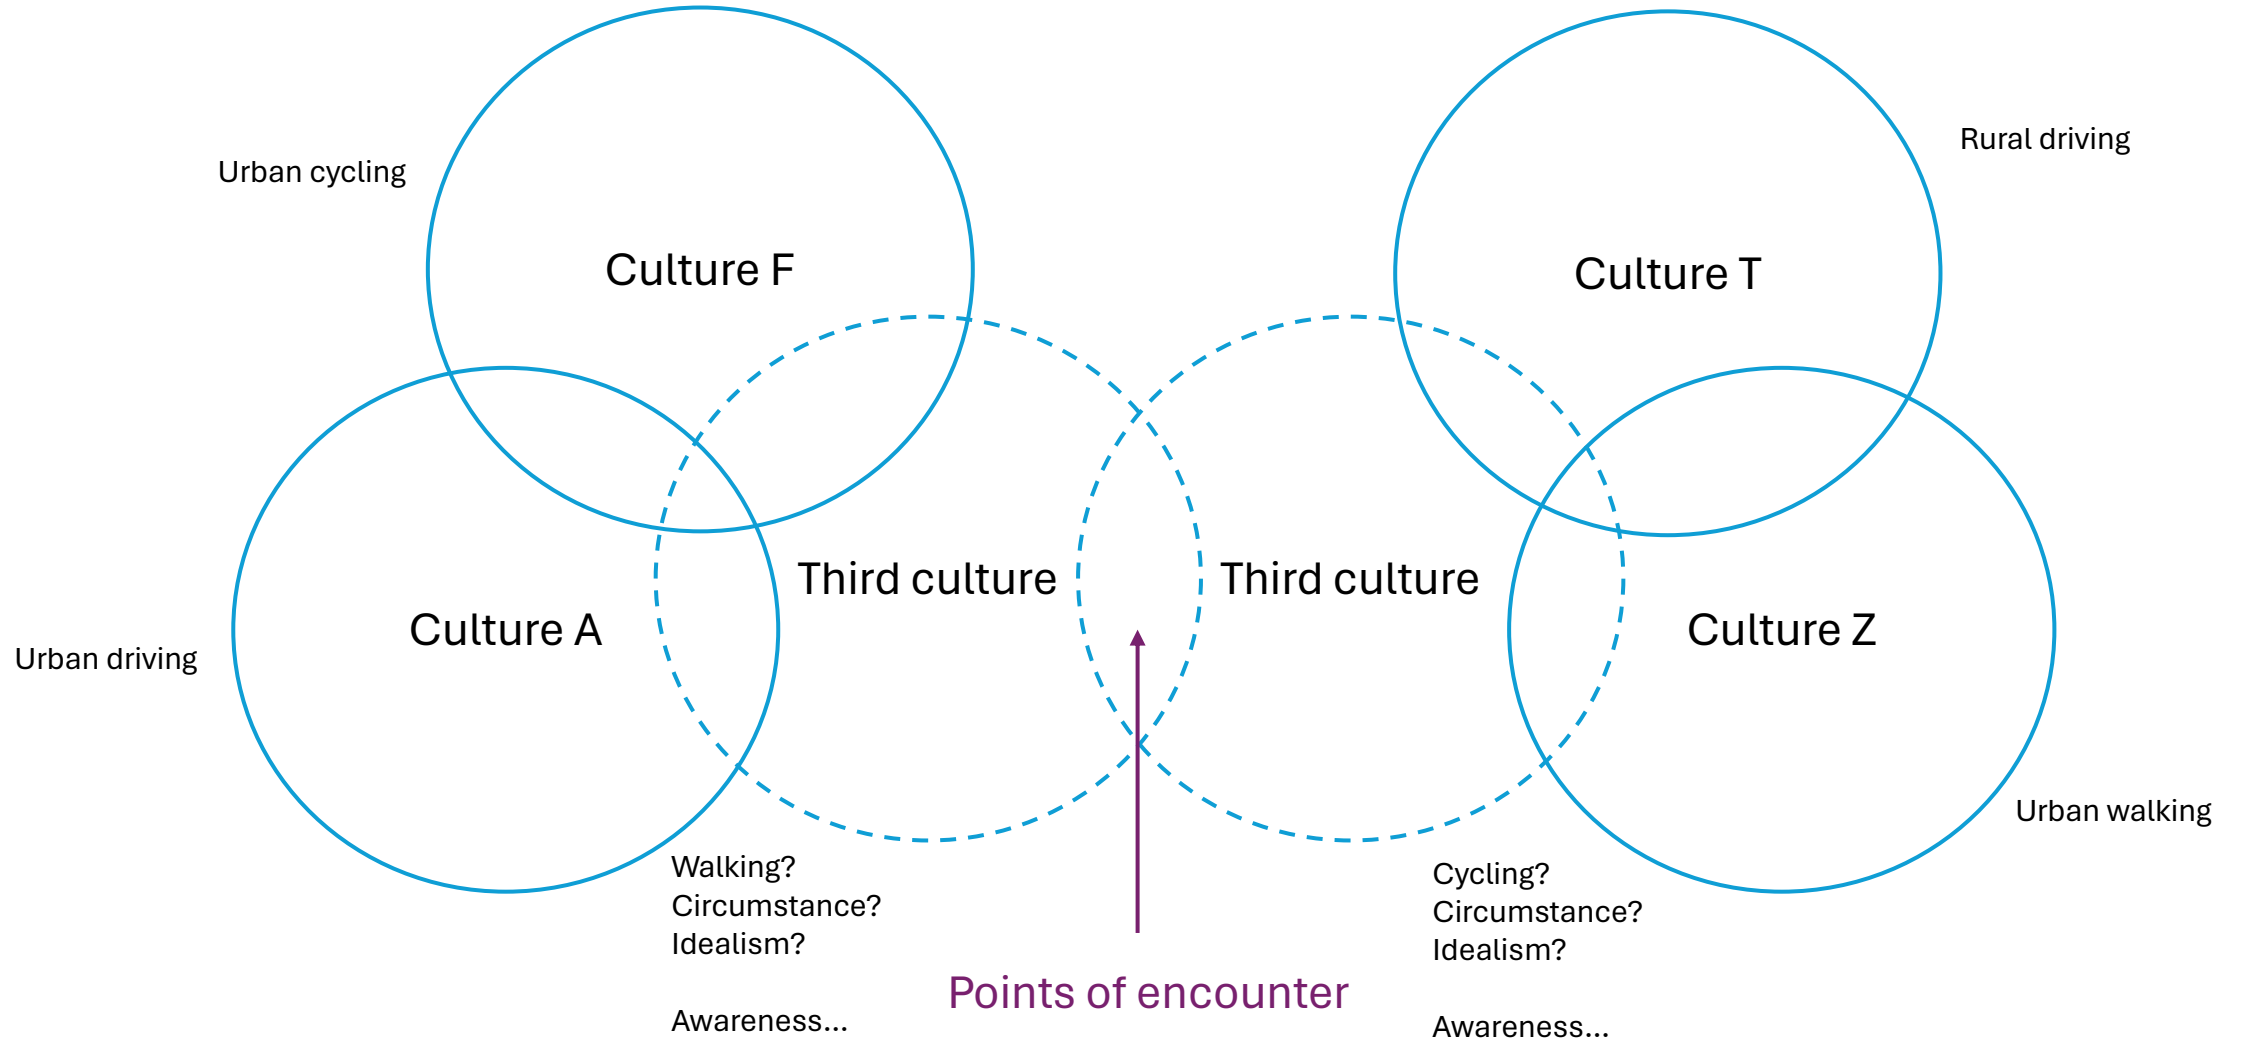 Urban cycling
Rural driving
Culture F
Culture T
Third culture
Third culture
Culture A
Culture Z
Urban driving
Urban walking
Walking?
Circumstance?
Idealism?
Awareness...
Points of encounter
Cycling?
Circumstance?
Idealism?
Awareness...